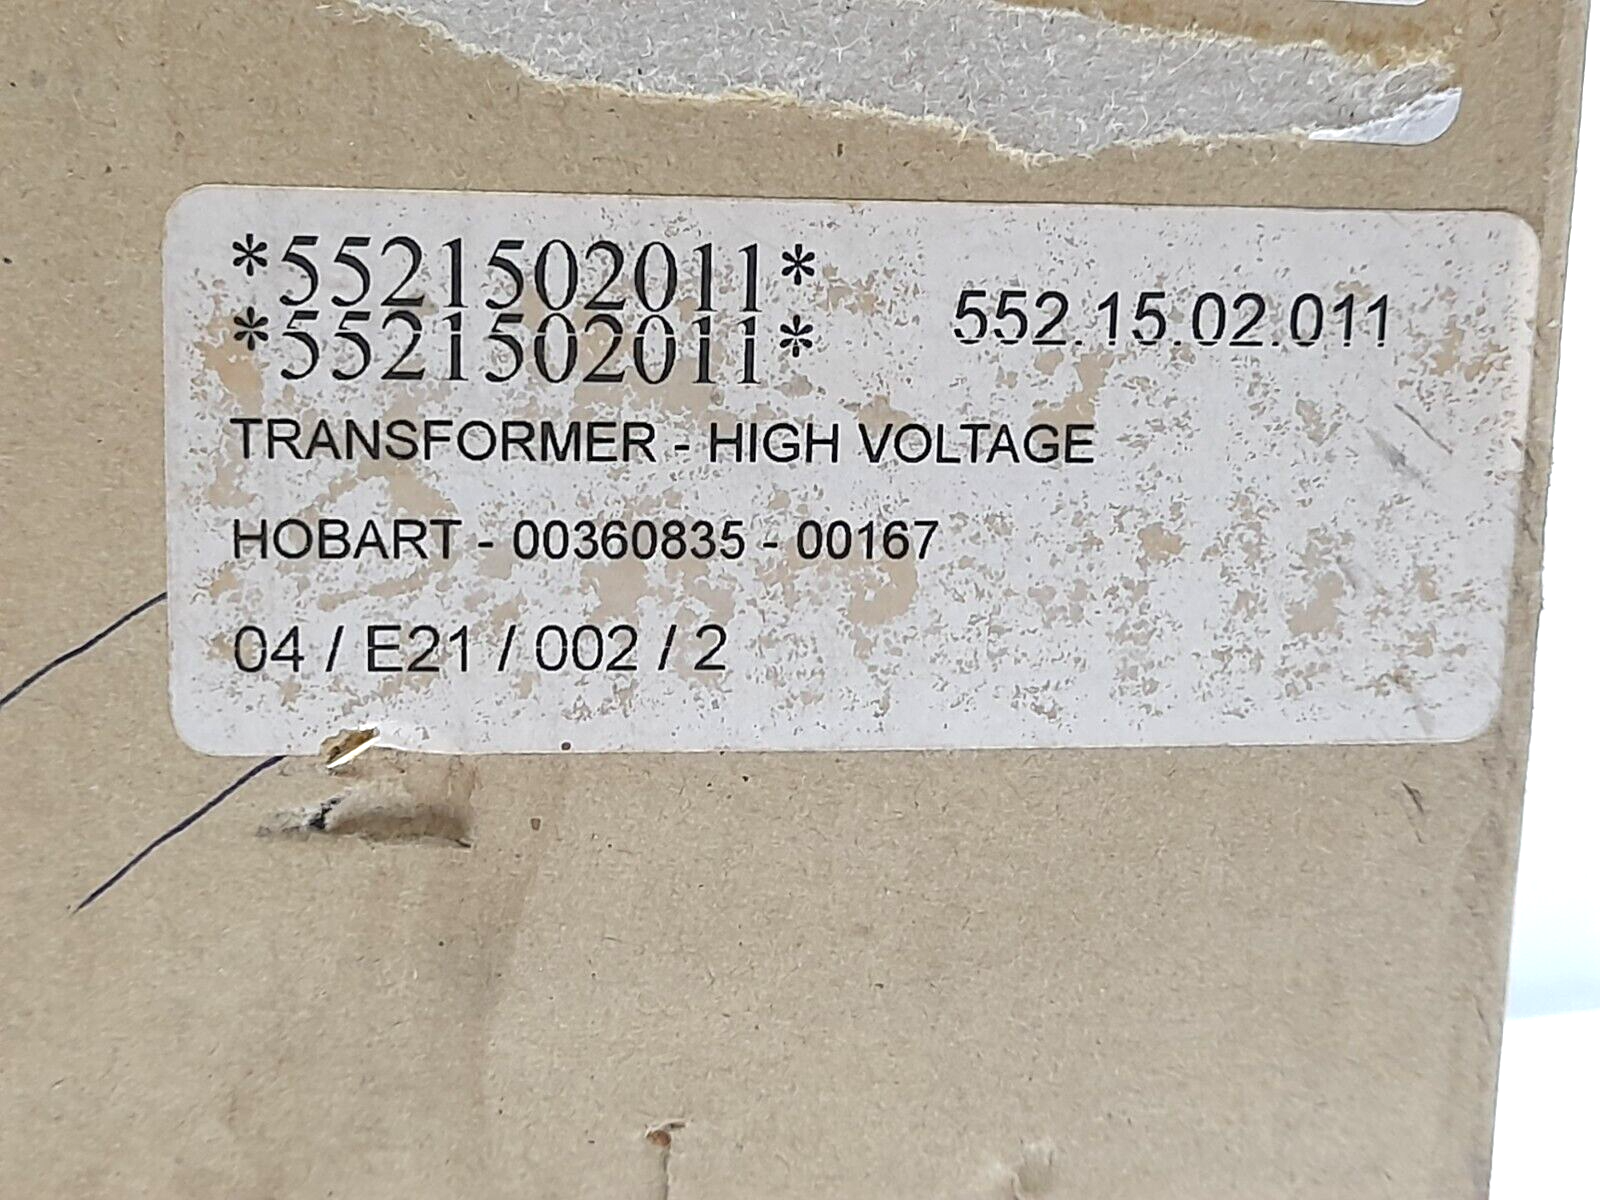 *5521502011*
*5521502011*
552.15.02.011
TRANSFORMER - HIGH VOLTAGE
HOBART - 00360835 - 00167
04 / E21 / 002 / 2